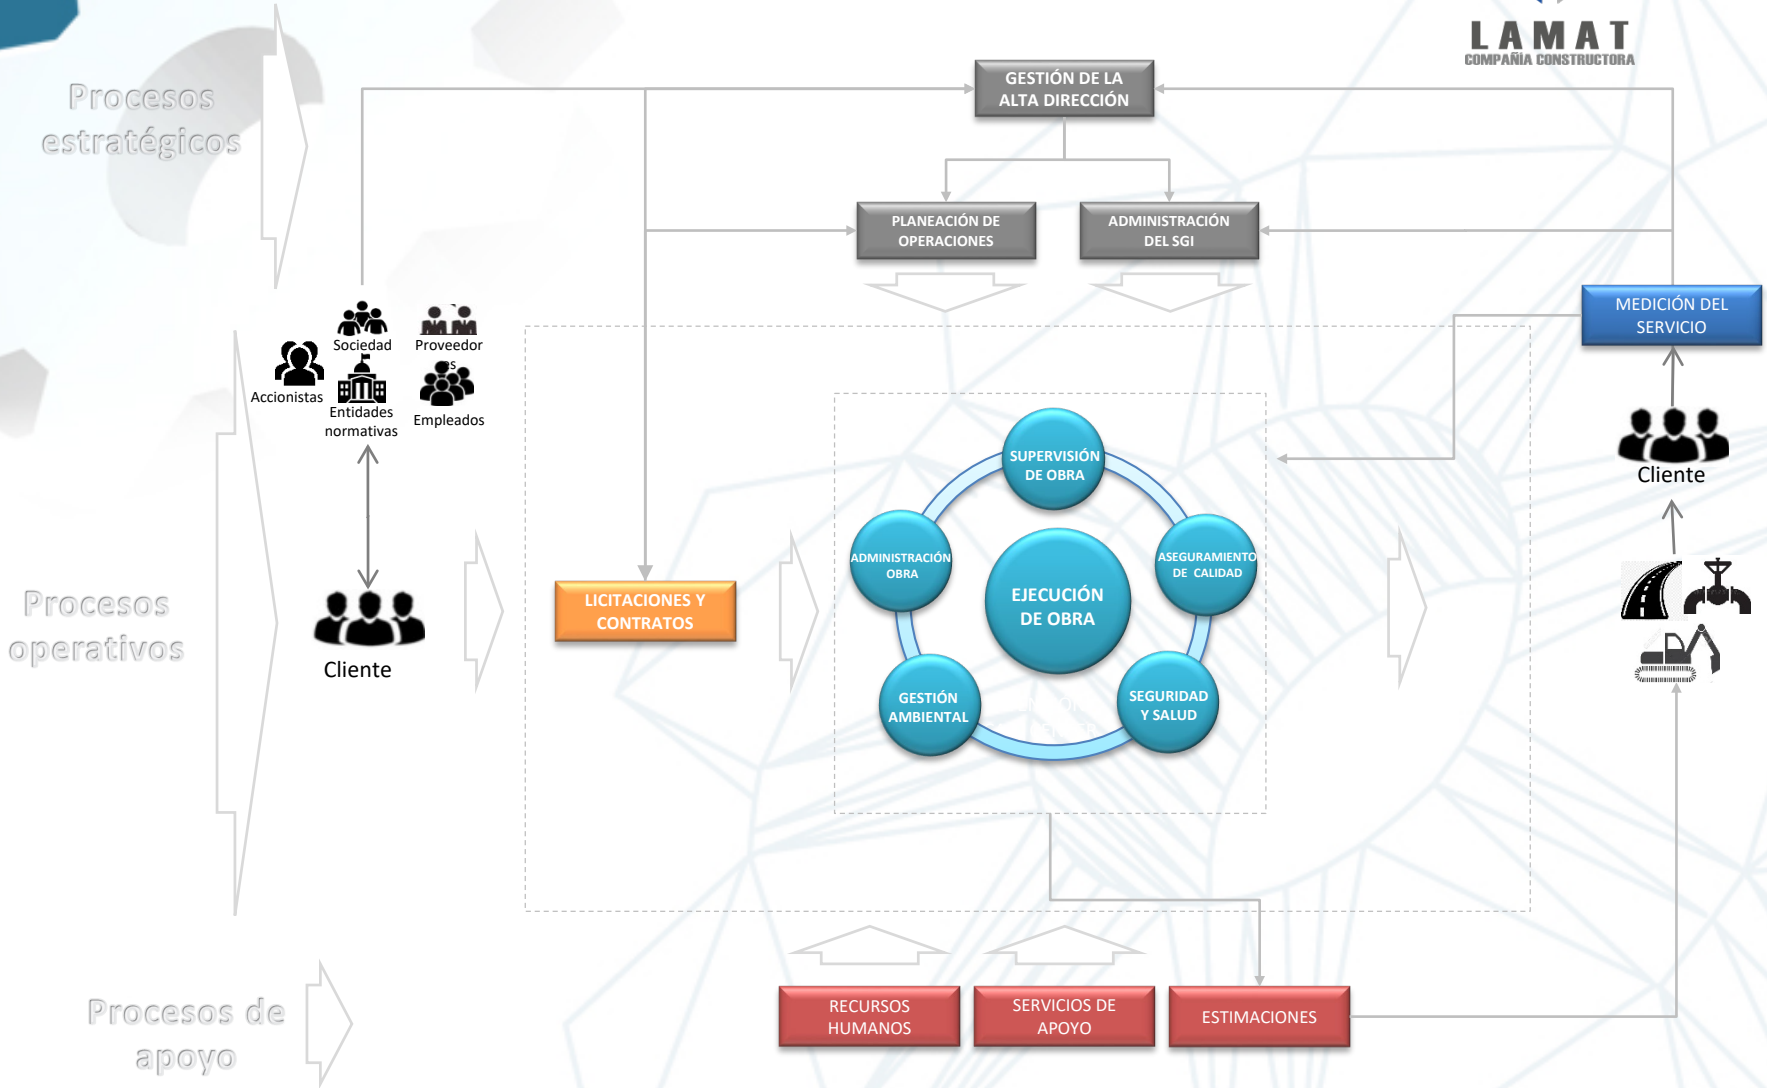 LAMAT
COMPAÑIA CONSTRUCTORA
Procesos
estratégicos
GESTIÓN DE LA
ALTA DIRECCIÓN
PLANEACIÓN DE
OPERACIONES
ADMINISTRACIÓN
DEL SGI
MEDICIÓN DEL
SERVICIO
Sociedad
Proveedor
es
Accionistas
Entidades
normativas
Empleados
Cliente
Procesos
operativos
Cliente
LICITACIONES Y
CONTRATOS
SUPERVISIÓN
DE OBRA
ADMINISTRACIÓN
OBRA
ASEGURAMIENTO
DE CALIDAD
EJECUCIÓN
DE OBRA
GESTIÓN
AMBIENTAL
SEGURIDAD
Y SALUD
Procesos de
apoyo
RECURSOS
HUMANOS
SERVICIOS DE
APOYO
ESTIMACIONES